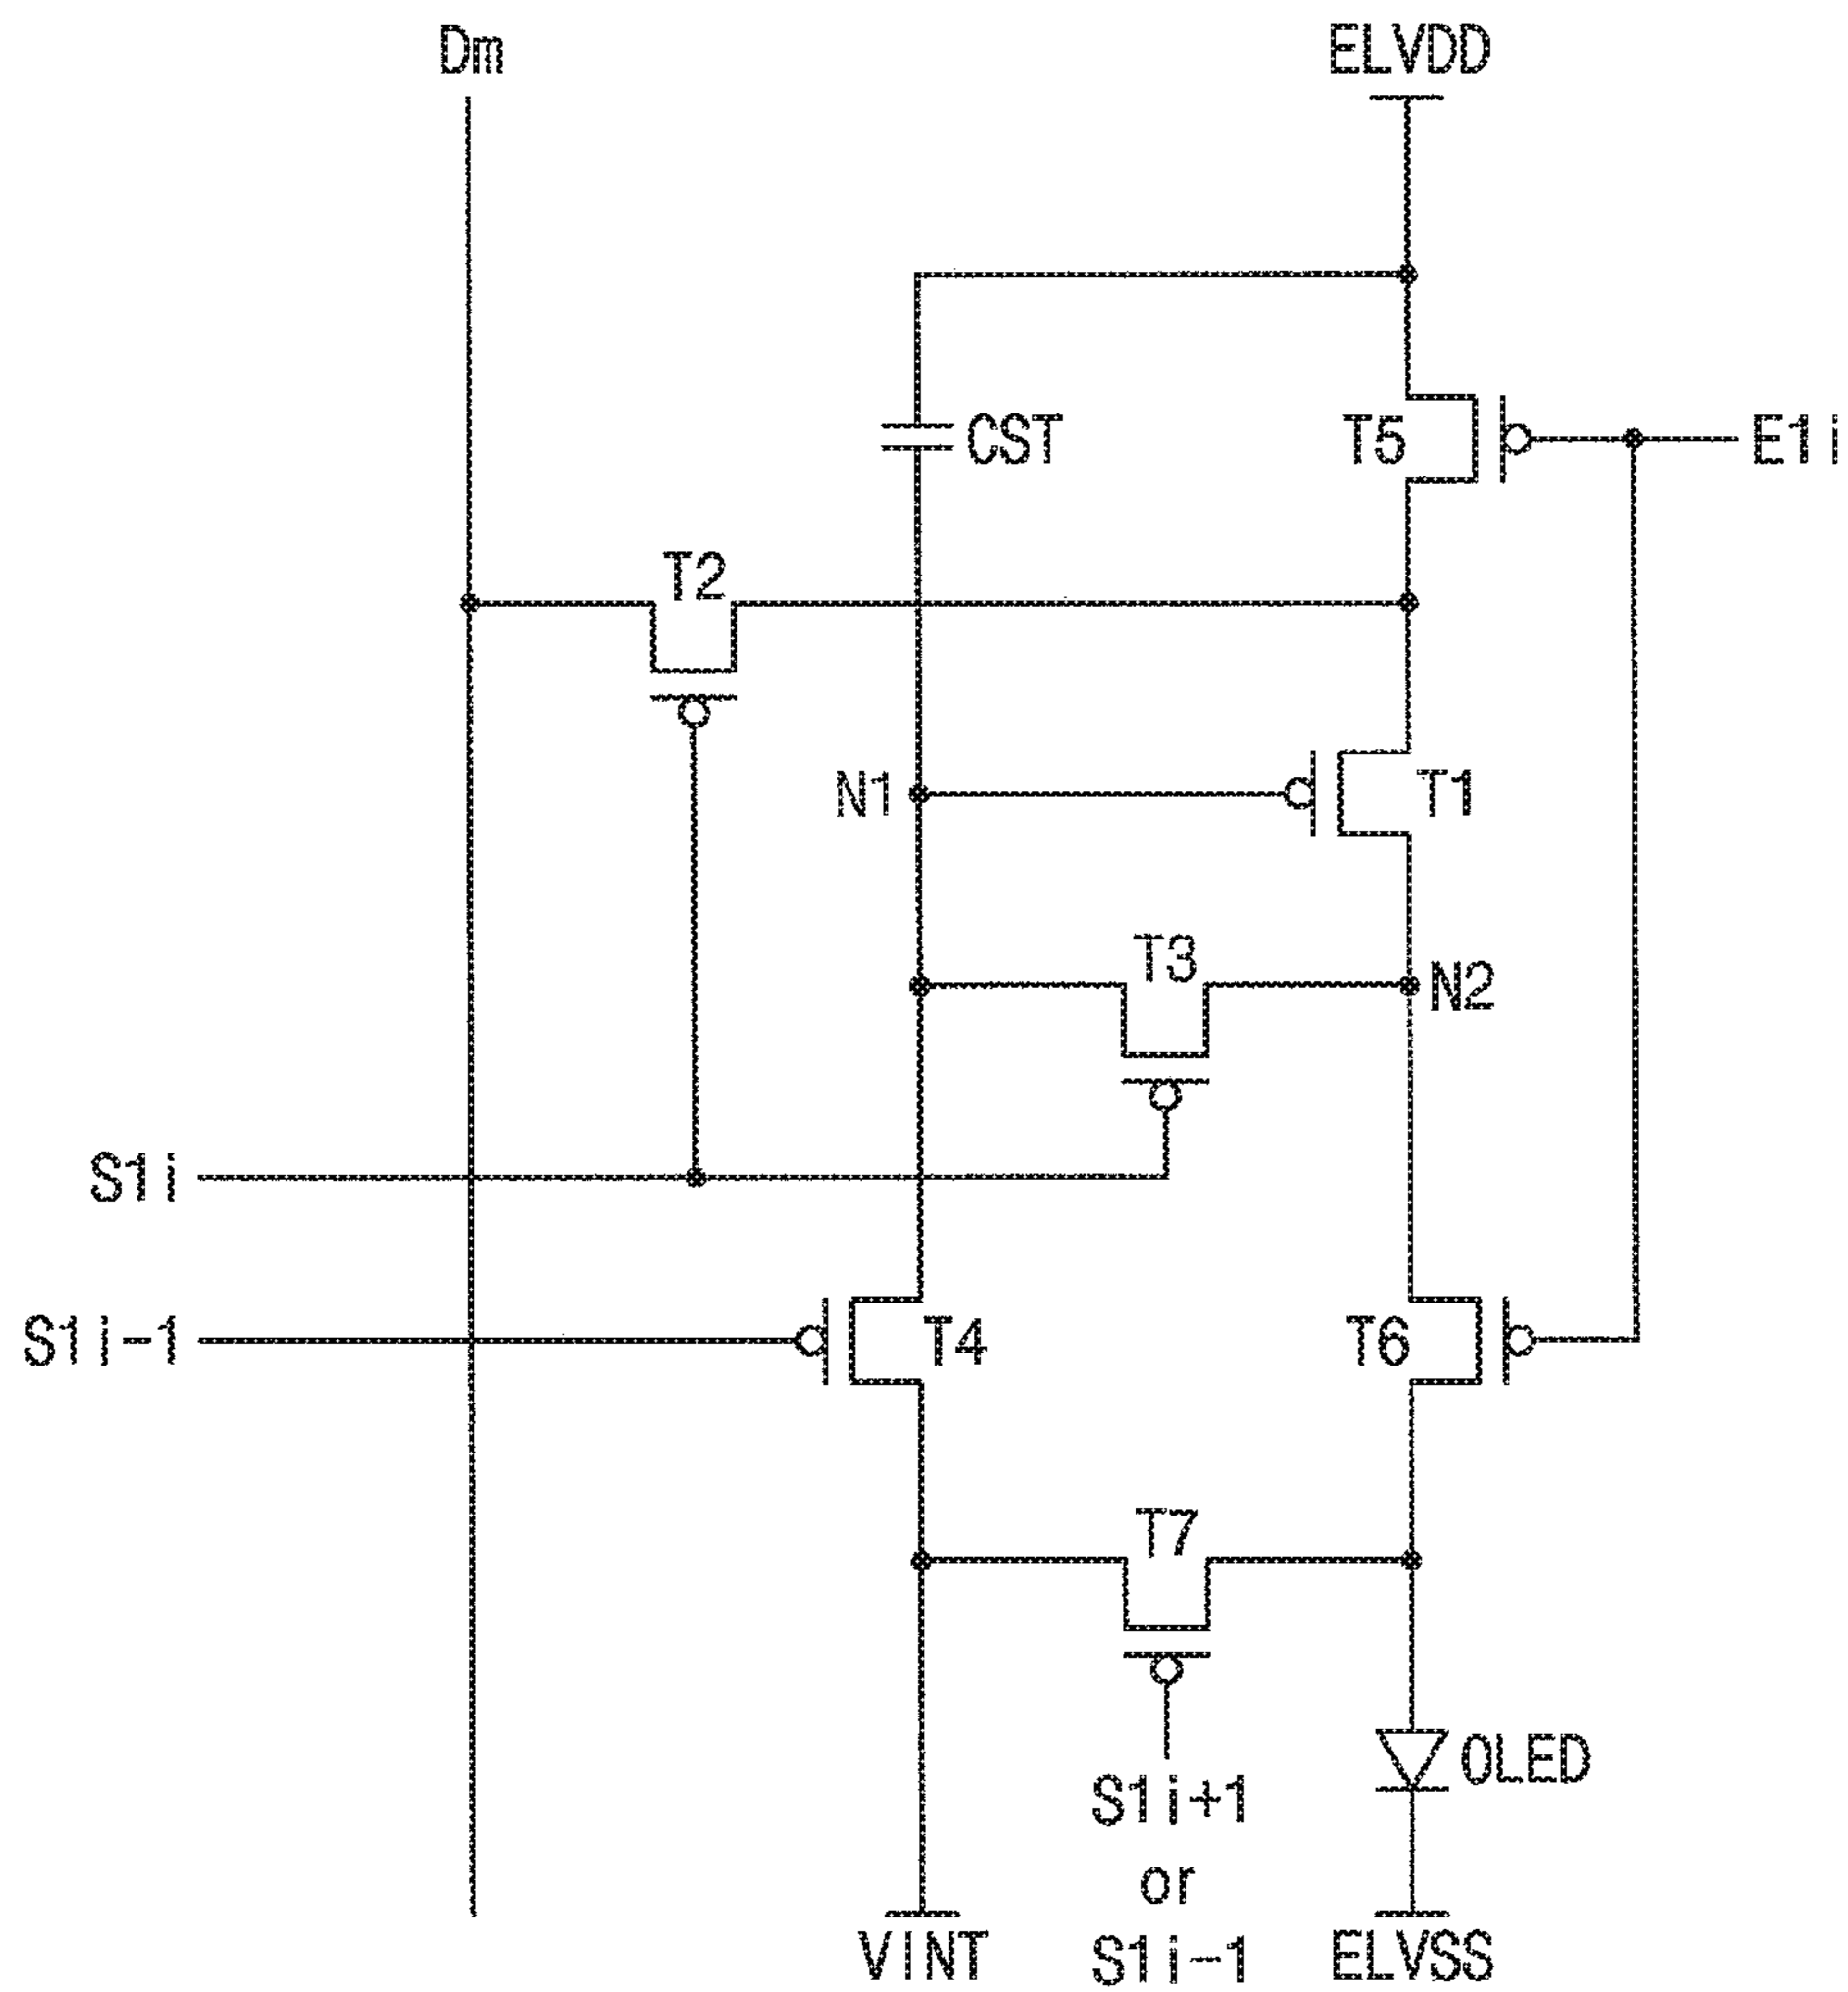 Dm
ELVDD
CST
T5
E1i
T2
N1
T1
T3
N2
S1i
S1i-1
T4
T6
T7
OLED
S1i+1
or
S1i-1
VINT
ELVSS